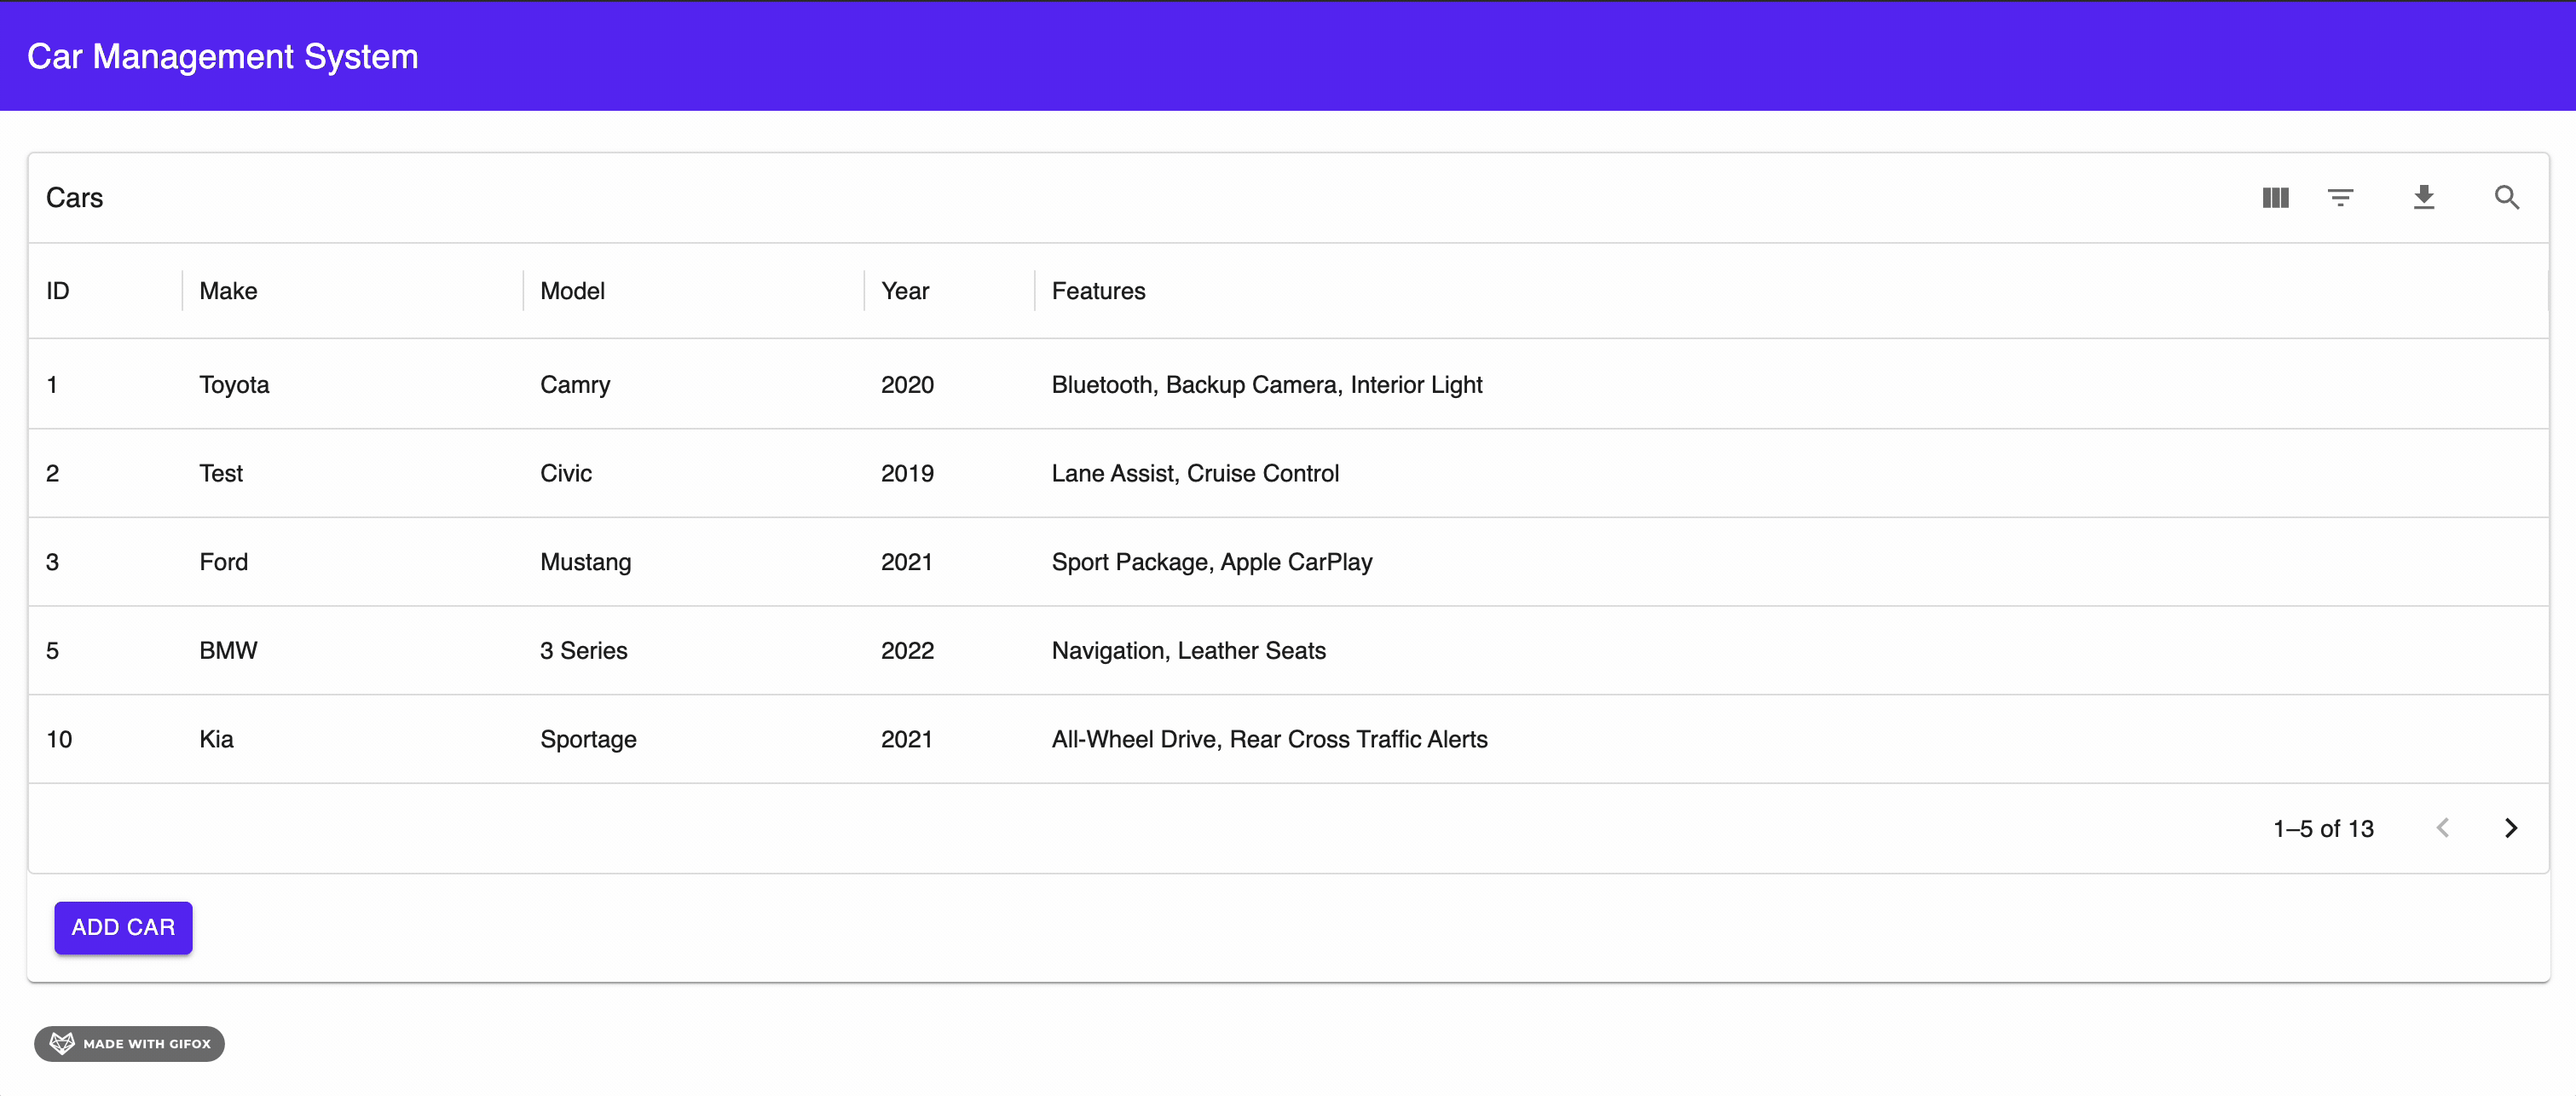 Car Management System
Cars
ID Make Model Year Features
1 Toyota Camry 2020 Bluetooth, Backup Camera, Interior Light
2 Test Civic 2019 Lane Assist, Cruise Control
3 Ford Mustang 2021 Sport Package, Apple CarPlay
5 BMW 3 Series 2022 Navigation, Leather Seats
10 Kia Sportage 2021 All-Wheel Drive, Rear Cross Traffic Alerts
1–5 of 13
ADD CAR
MADE WITH GIFOX